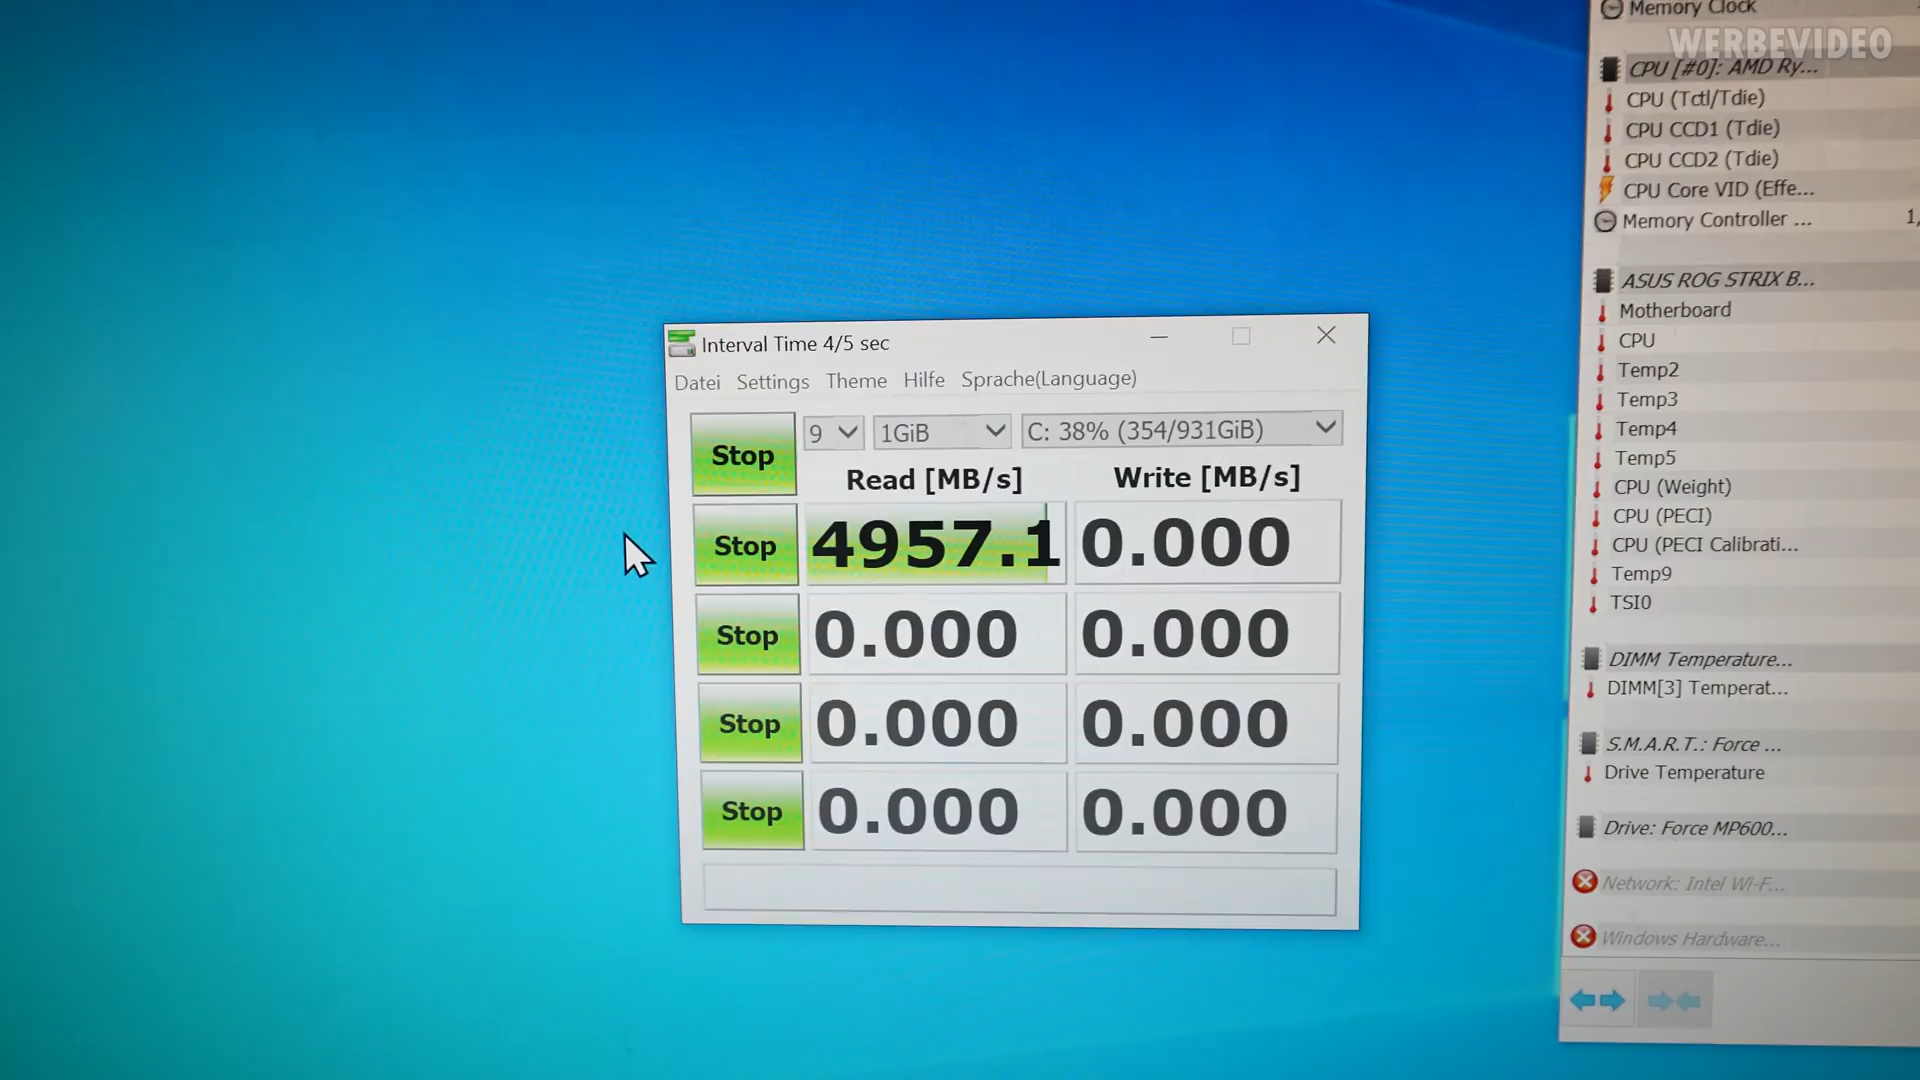 WERBEVIDEO
Interval Time 4/5 sec
Datei Settings Theme Hilfe Sprache(Language)
Stop 9 1GiB C: 38% (354/931GiB)
Read [MB/s] Write [MB/s]
Stop 4957.1 0.000
Stop 0.000 0.000
Stop 0.000 0.000
Stop 0.000 0.000
Memory Clock
CPU [#0]: AMD Ry...
CPU (Tctl/Tdie)
CPU CCD1 (Tdie)
CPU CCD2 (Tdie)
CPU Core VID (Effe...
Memory Controller ... 1,
ASUS ROG STRIX B...
Motherboard
CPU
Temp2
Temp3
Temp4
Temp5
CPU (Weight)
CPU (PECI)
CPU (PECI Calibrati...
Temp9
TSI0
DIMM Temperature...
DIMM[3] Temperat...
S.M.A.R.T.: Force ...
Drive Temperature
Drive: Force MP600...
Network: Intel Wi-F...
Windows Hardware...